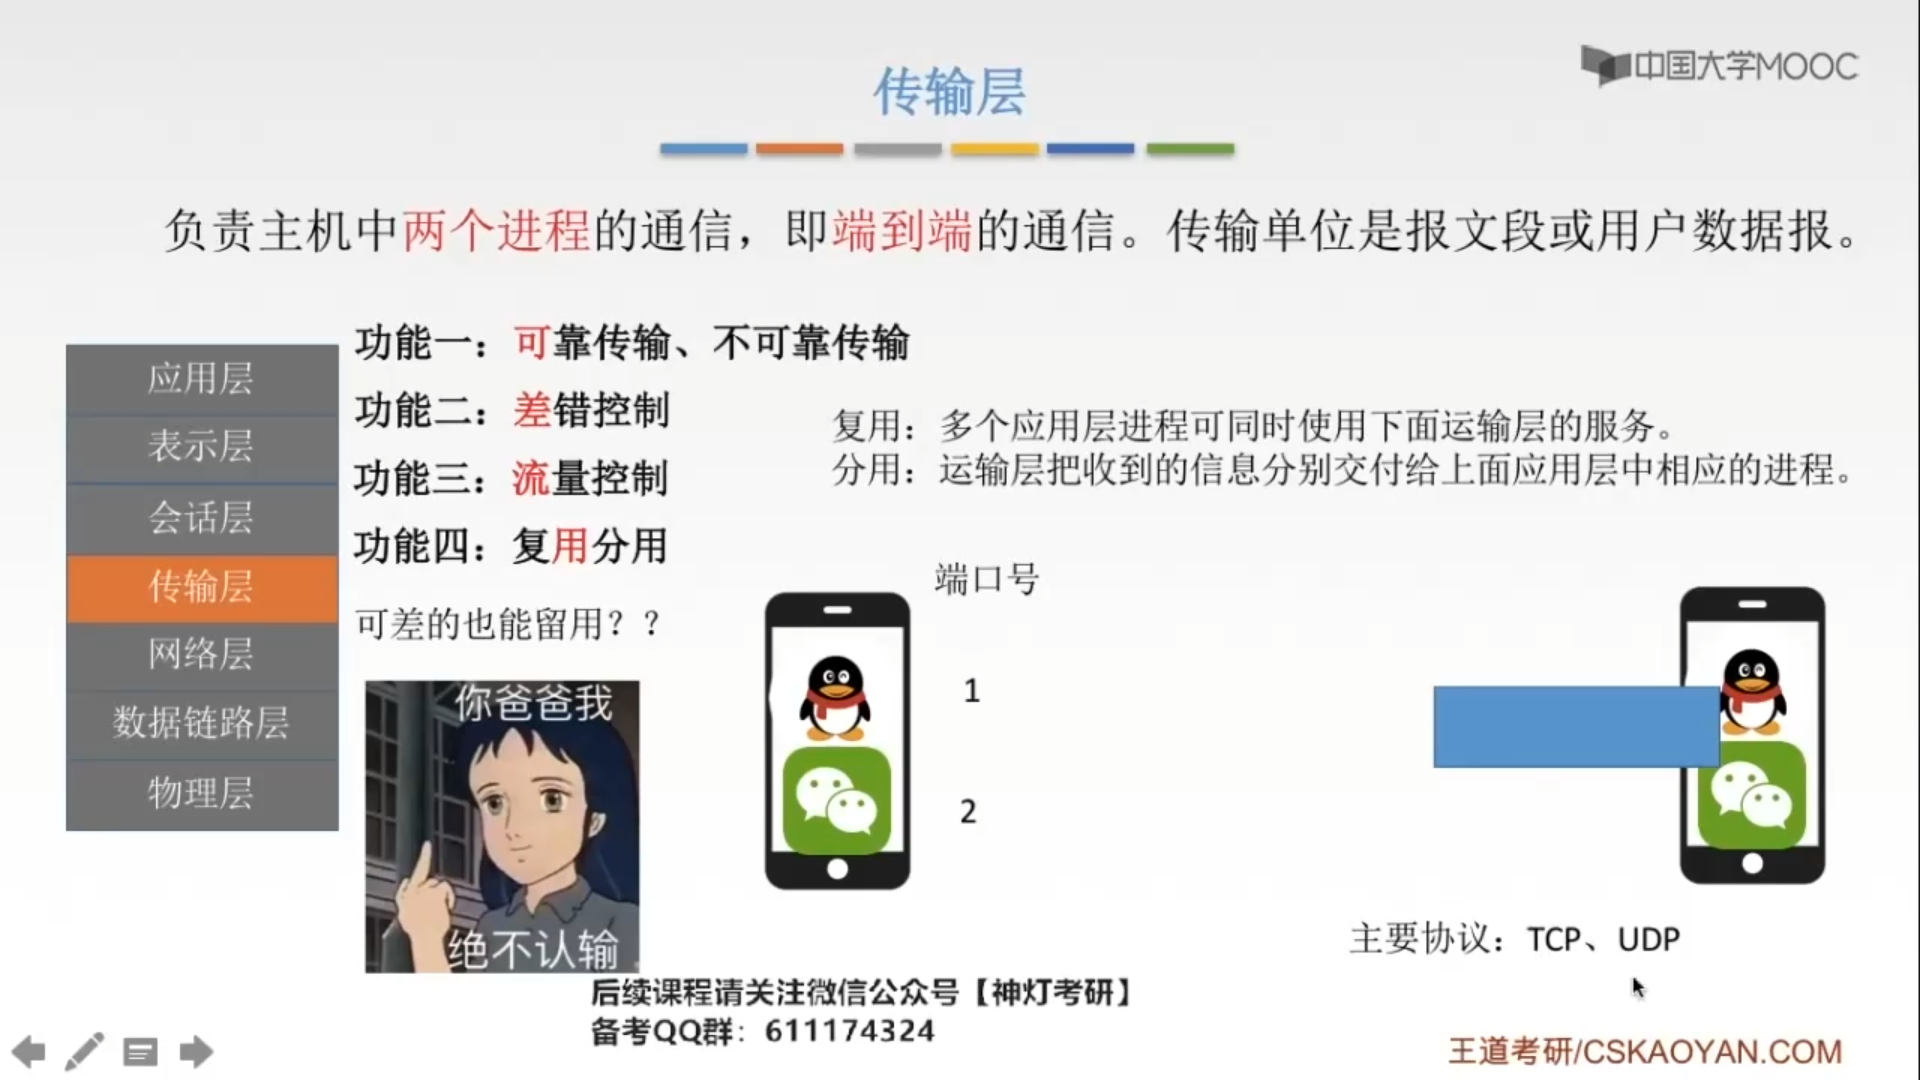 中国大学MOOC
传输层
负责主机中两个进程的通信，即端到端的通信。传输单位是报文段或用户数据报。
应用层
表示层
会话层
传输层
网络层
数据链路层
物理层
功能一：可靠传输、不可靠传输
功能二：差错控制
功能三：流量控制
功能四：复用分用
可差的也能留用？？
复用：多个应用层进程可同时使用下面运输层的服务。
分用：运输层把收到的信息分别交付给上面应用层中相应的进程。
端口号
1
2
你爸爸我
绝不认输
主要协议：TCP、UDP
后续课程请关注微信公众号【神灯考研】
备考QQ群：611174324
王道考研/CSKAOYAN.COM